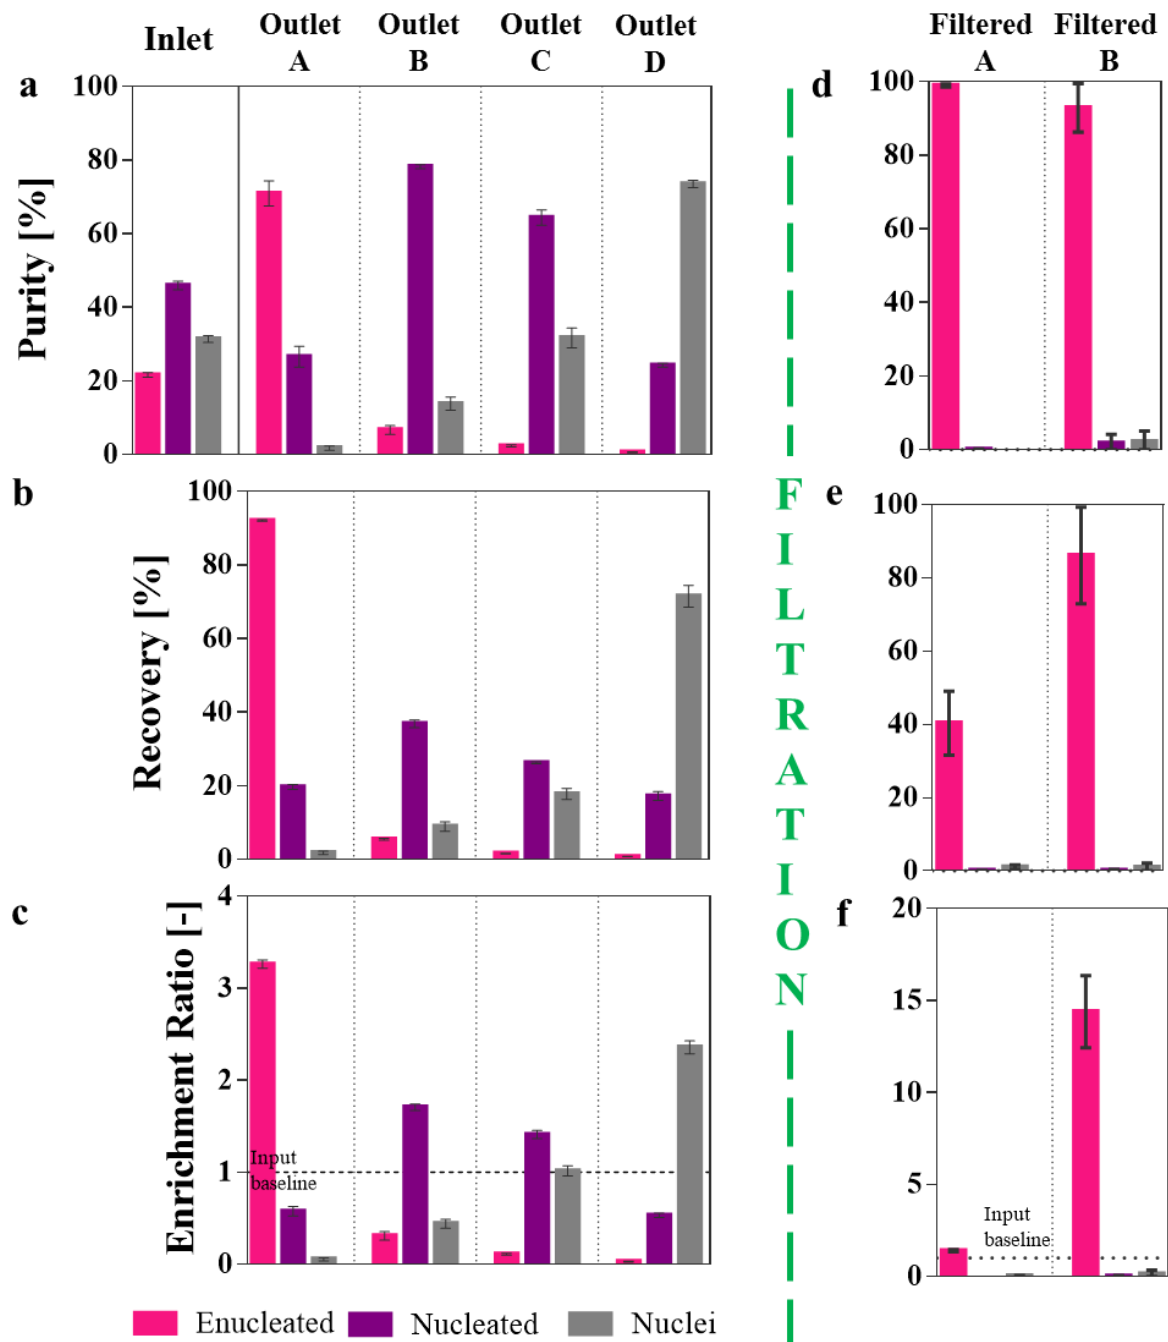 Inlet
Outlet
A
Outlet
B
Outlet
C
Outlet
D
Filtered
A
Filtered
B
a
Purity [%]
100
80
60
40
20
0
b
Recovery [%]
100
80
60
40
20
0
c
Enrichment Ratio [-]
4
3
2
1
0
Input
baseline
FILTRATION
d
100
80
60
40
20
0
e
100
80
60
40
20
0
f
20
15
10
5
0
Input
baseline
Enucleated
Nucleated
Nuclei